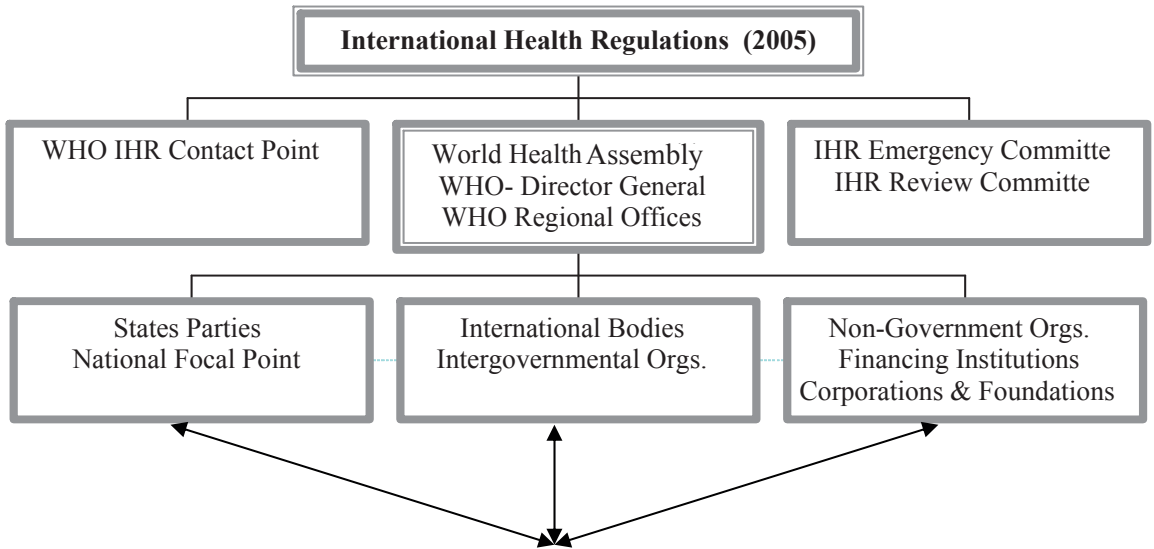 International Health Regulations (2005)
WHO IHR Contact Point
World Health Assembly
WHO- Director General
WHO Regional Offices
IHR Emergency Committe
IHR Review Committe
States Parties
National Focal Point
International Bodies
Intergovernmental Orgs.
Non-Government Orgs.
Financing Institutions
Corporations & Foundations